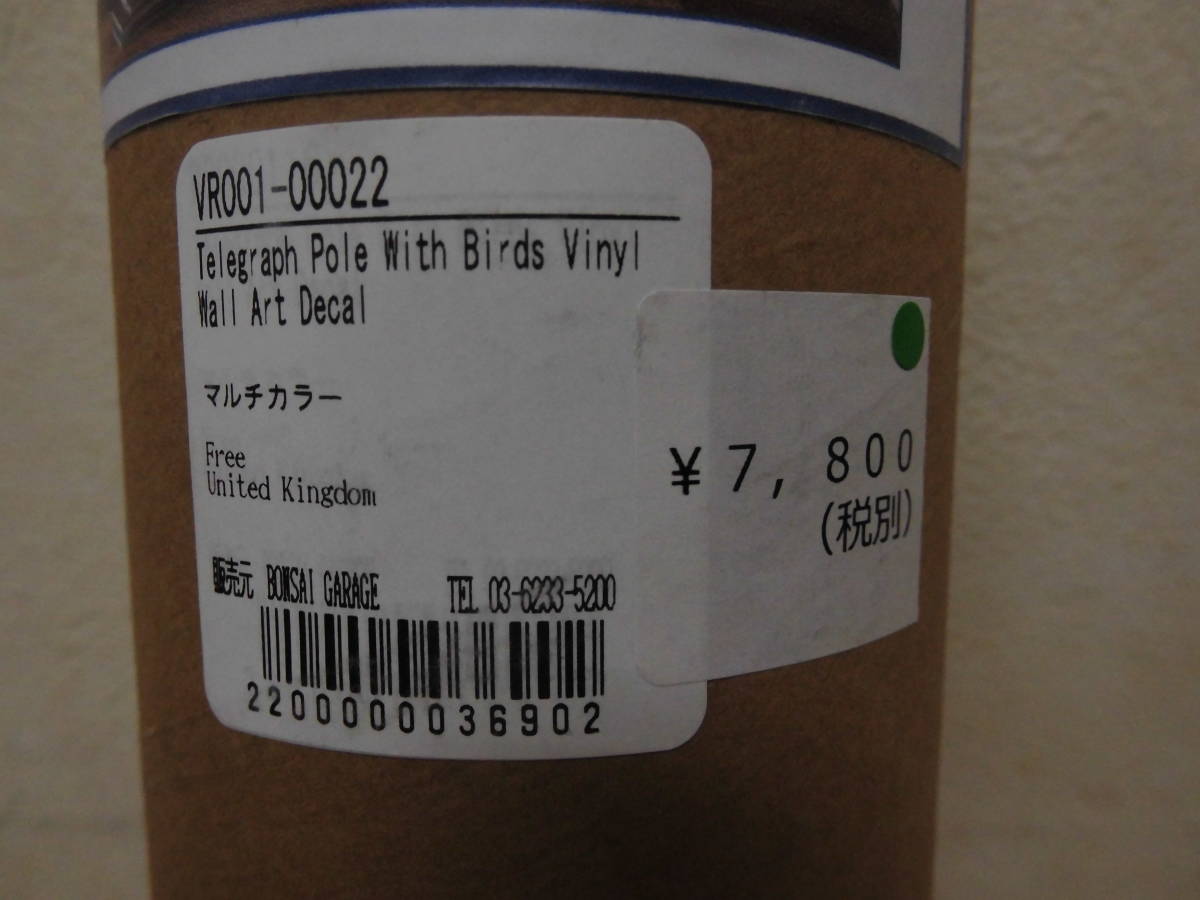 VR001-00022
Telegraph Pole With Birds Vinyl
Wall Art Decal
マルチカラー
Free
United Kingdom
販売元 BONSAI GARAGE TEL 03-6233-5200
2200000036902
¥7,800
(税別)